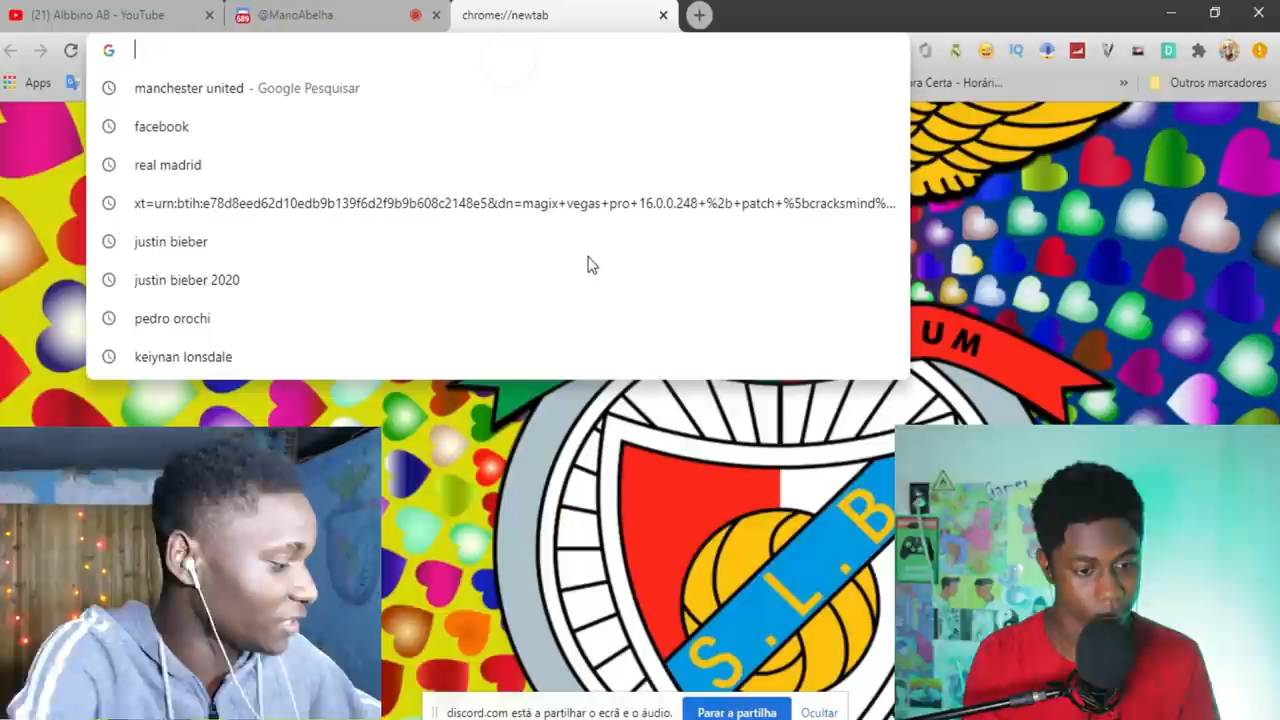 (21) Albbino AB - YouTube
@ManoAbelha
chrome://newtab
Apps
ra Certa - Horári...
»
Outros marcadores
manchester united - Google Pesquisar
facebook
real madrid
xt=urn:btih:e78d8eed62d10edb9b139f6d2f9b9b608c2148e5&dn=magix+vegas+pro+16.0.0.248+%2b+patch+%5bcracksmind%...
justin bieber
justin bieber 2020
pedro orochi
keiynan lonsdale
UM
S.L.B
Gamer
discord.com está a partilhar o ecrã e o áudio.
Parar a partilha
Ocultar